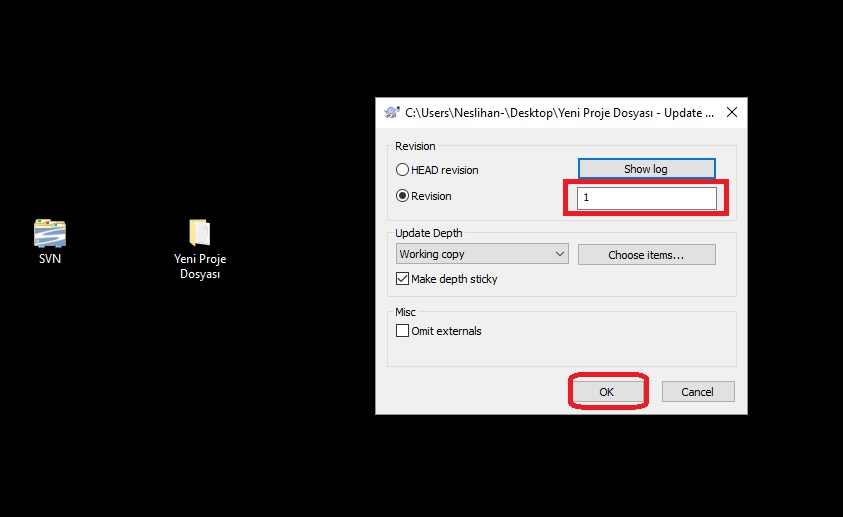 C:\Users\Neslihan-\Desktop\Yeni Proje Dosyası - Update ...
Revision
HEAD revision
Show log
Revision
1
Update Depth
Working copy
Choose items...
Make depth sticky
Misc
Omit externals
OK
Cancel
SVN
Yeni Proje
Dosyası